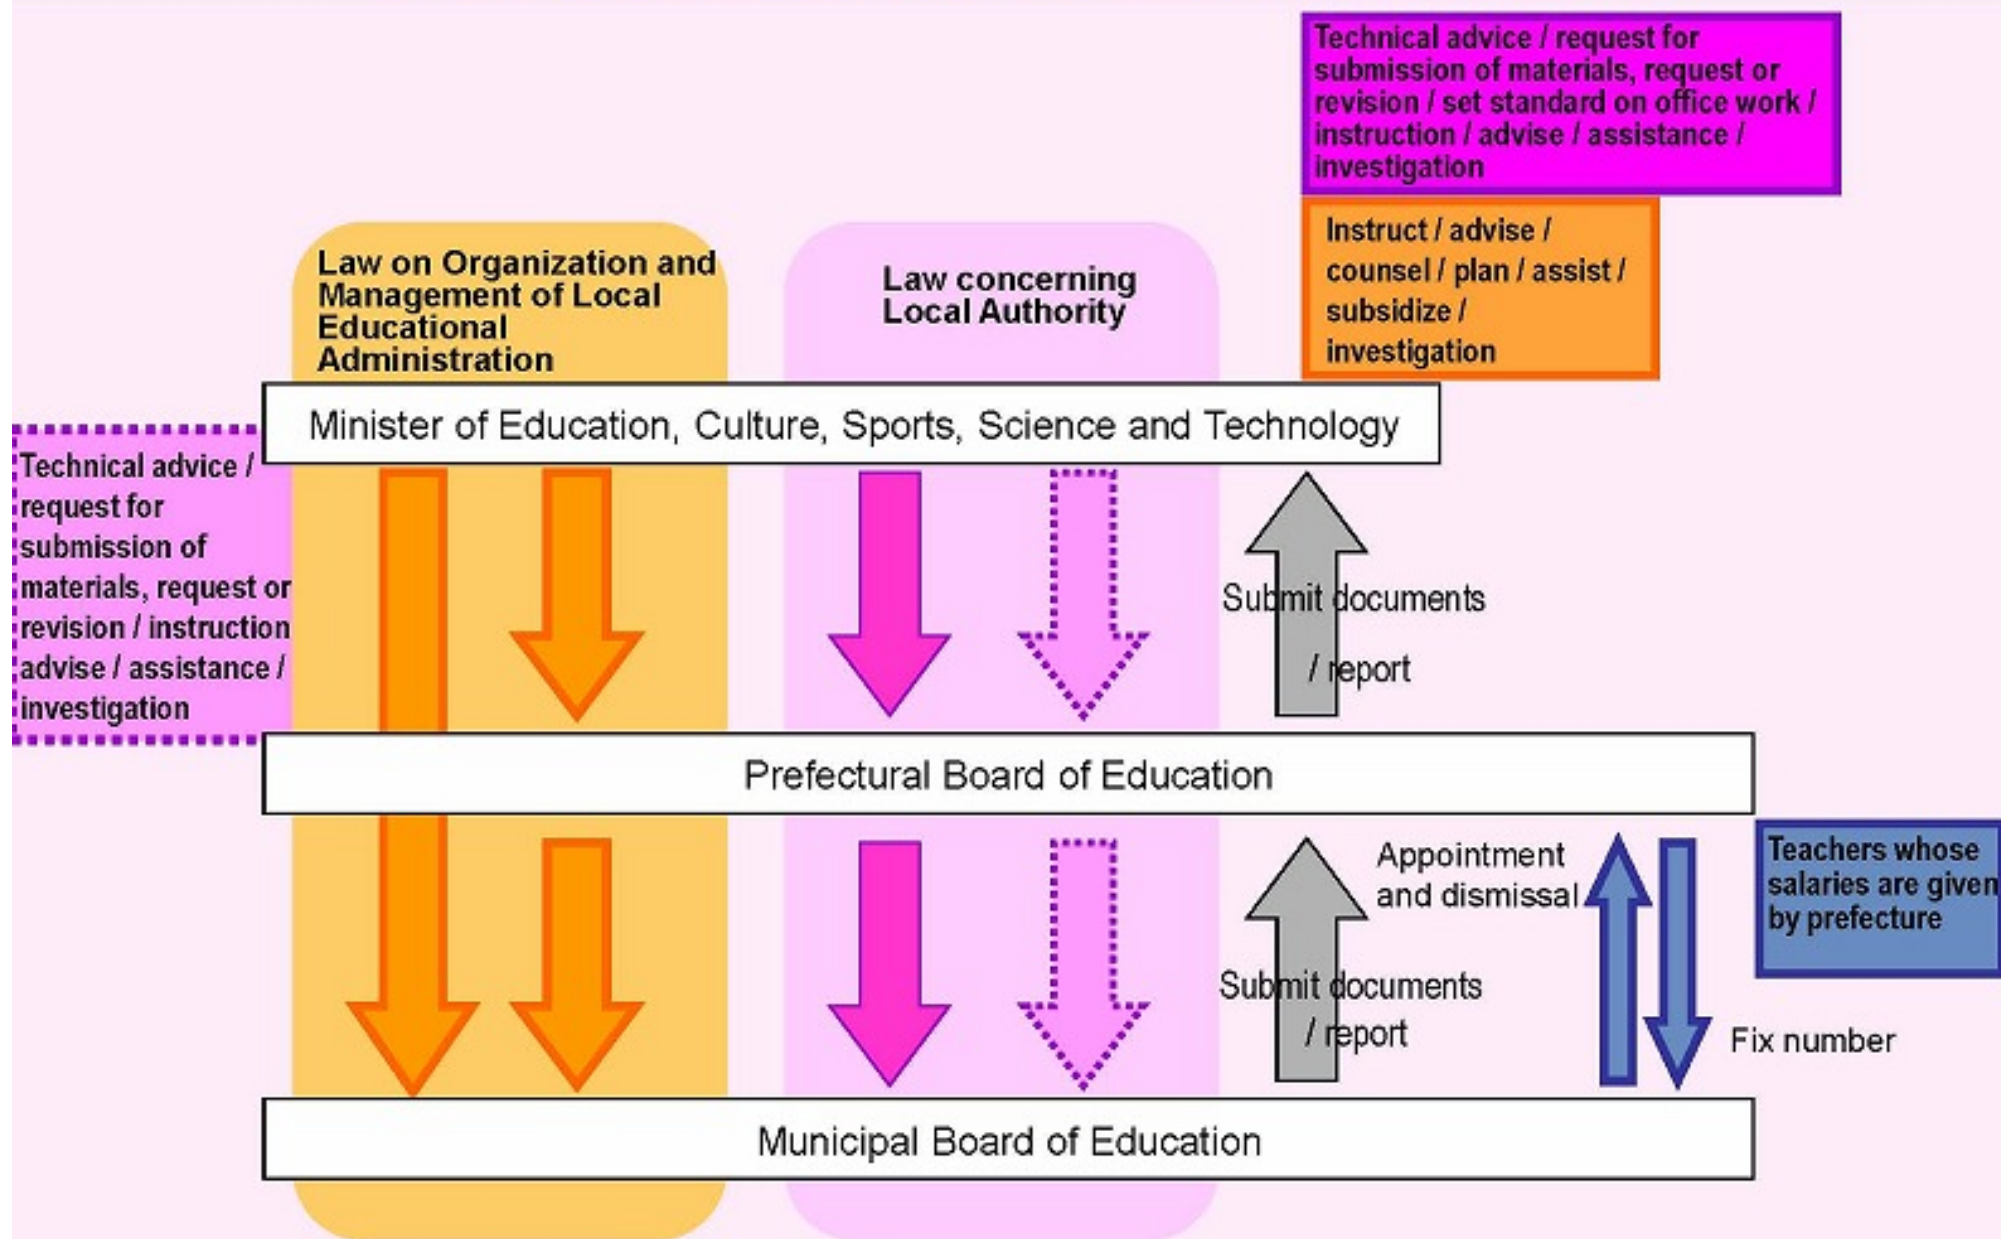 Technical advice / request for
submission of materials, request or
revision / set standard on office work /
instruction / advise / assistance /
investigation
Instruct / advise /
counsel / plan / assist /
subsidize /
investigation
Law on Organization and
Management of Local
Educational
Administration
Law concerning
Local Authority
Minister of Education, Culture, Sports, Science and Technology
Technical advice /
request for
submission of
materials, request or
revision / instruction
advise / assistance /
investigation
Submit documents
/ report
Prefectural Board of Education
Appointment
and dismissal
Teachers whose
salaries are given
by prefecture
Submit documents
/ report
Fix number
Municipal Board of Education